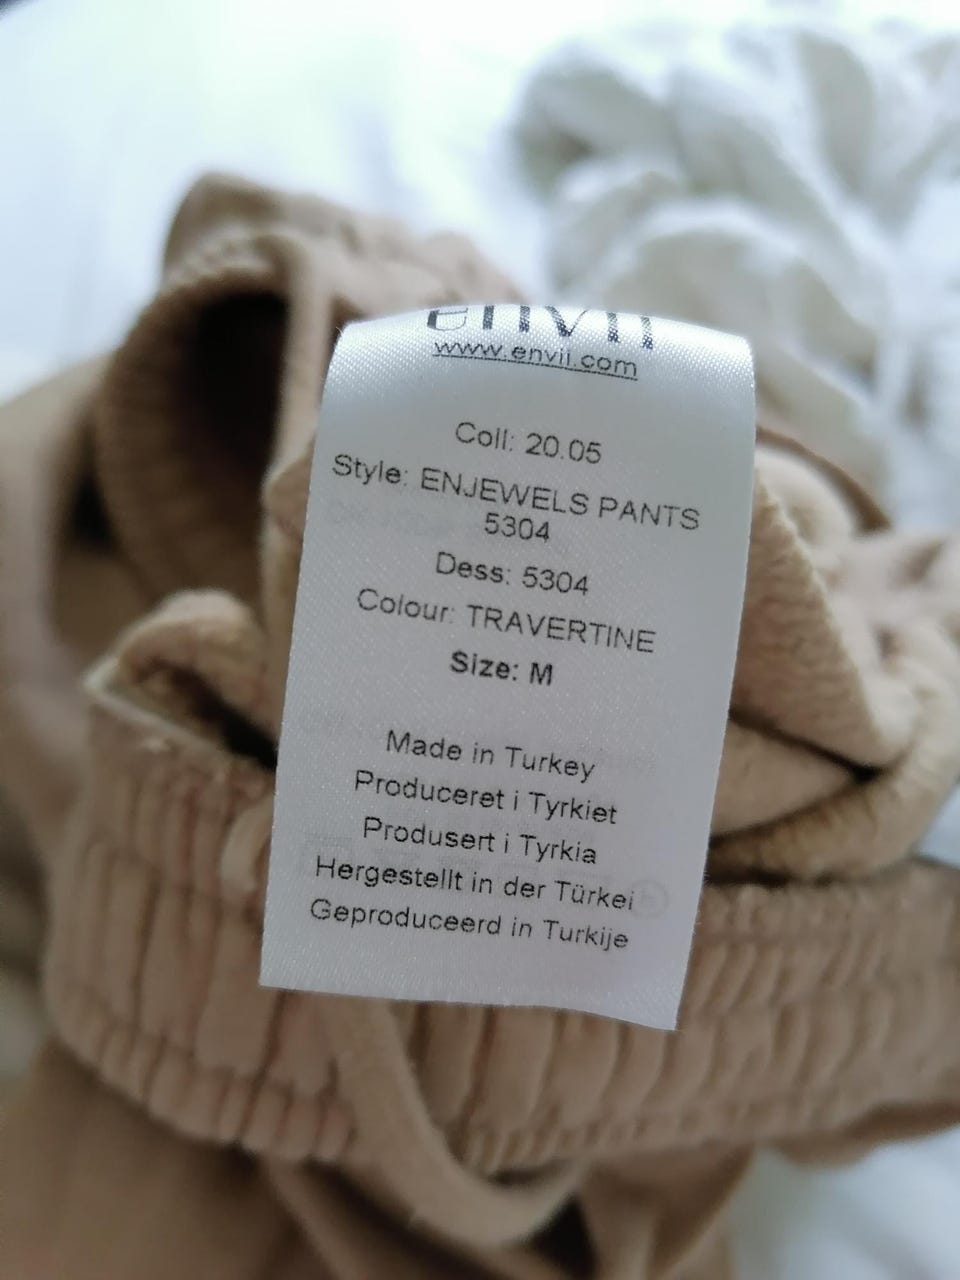 envii
www.envii.com
Coll: 20.05
Style: ENJEWELS PANTS
5304
Dess: 5304
Colour: TRAVERTINE
Size: M
Made in Turkey
Produceret i Tyrkiet
Produsert i Tyrkia
Hergestellt in der Türkei
Geproduceerd in Turkije